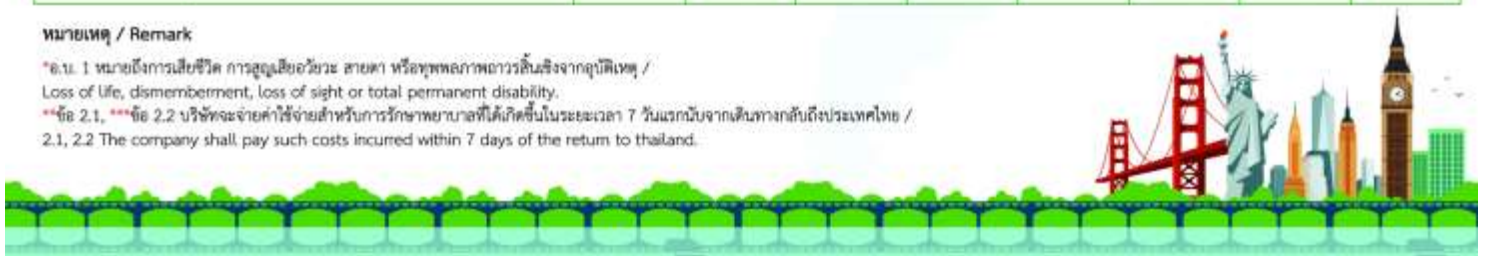 หมายเหตุ / Remark
*อ.บ. 1 หมายถึงการเสียชีวิต การสูญเสียอวัยวะ สายตา หรือทุพพลภาพถาวรสิ้นเชิงจากอุบัติเหตุ /
Loss of life, dismemberment, loss of sight or total permanent disability.
**ข้อ 2.1, ***ข้อ 2.2 บริษัทจะจ่ายค่าใช้จ่ายสำหรับการรักษาพยาบาลที่ได้เกิดขึ้นในระยะเวลา 7 วันแรกนับจากเดินทางกลับถึงประเทศไทย /
2.1, 2.2 The company shall pay such costs incurred within 7 days of the return to thailand.